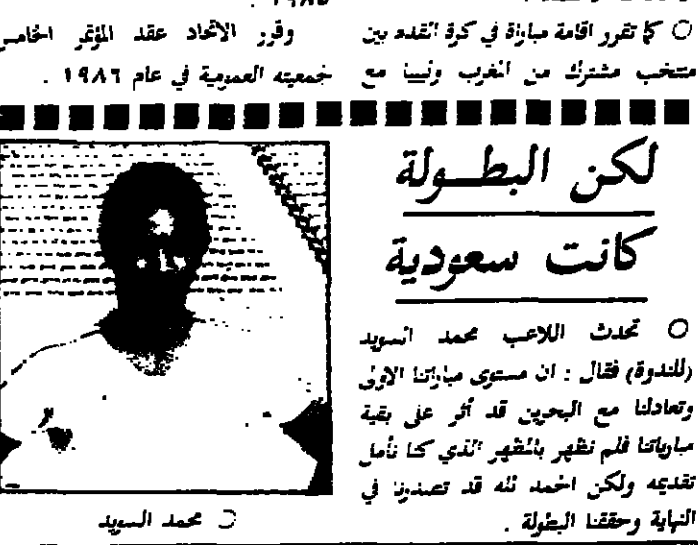 ○ كما تقرر اقامة مباراة في كرة القدم بين
منتخب مشترك من المغرب وليبيا مع
١٩٨٥ .
وقرر الاتحاد عقد المؤتمر الخامس
جمعيته العمومية في عام ١٩٨٦ .
لكن البطولة
كانت سعودية
○ تحدث اللاعب محمد السويد
(للندوة) فقال : ان مستوى مباراتنا الاولى
وتعادلنا مع البحرين قد أثر على بقية
مبارياتنا فلم نظهر بالمظهر الذي كنا نأمل
تقديمه ولكن الحمد لله قد تصدرنا في
النهاية وحققنا البطولة .
○ محمد السويد